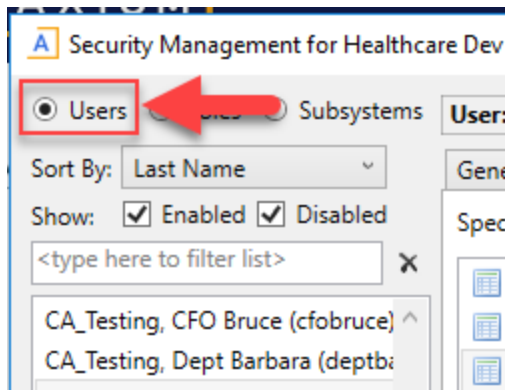 A Security Management for Healthcare Dev
Users Subsystems User:
Sort By: Last Name Gene
Show: Enabled Disabled Spec
<type here to filter list>
CA_Testing, CFO Bruce (cfobruce)
CA_Testing, Dept Barbara (deptba